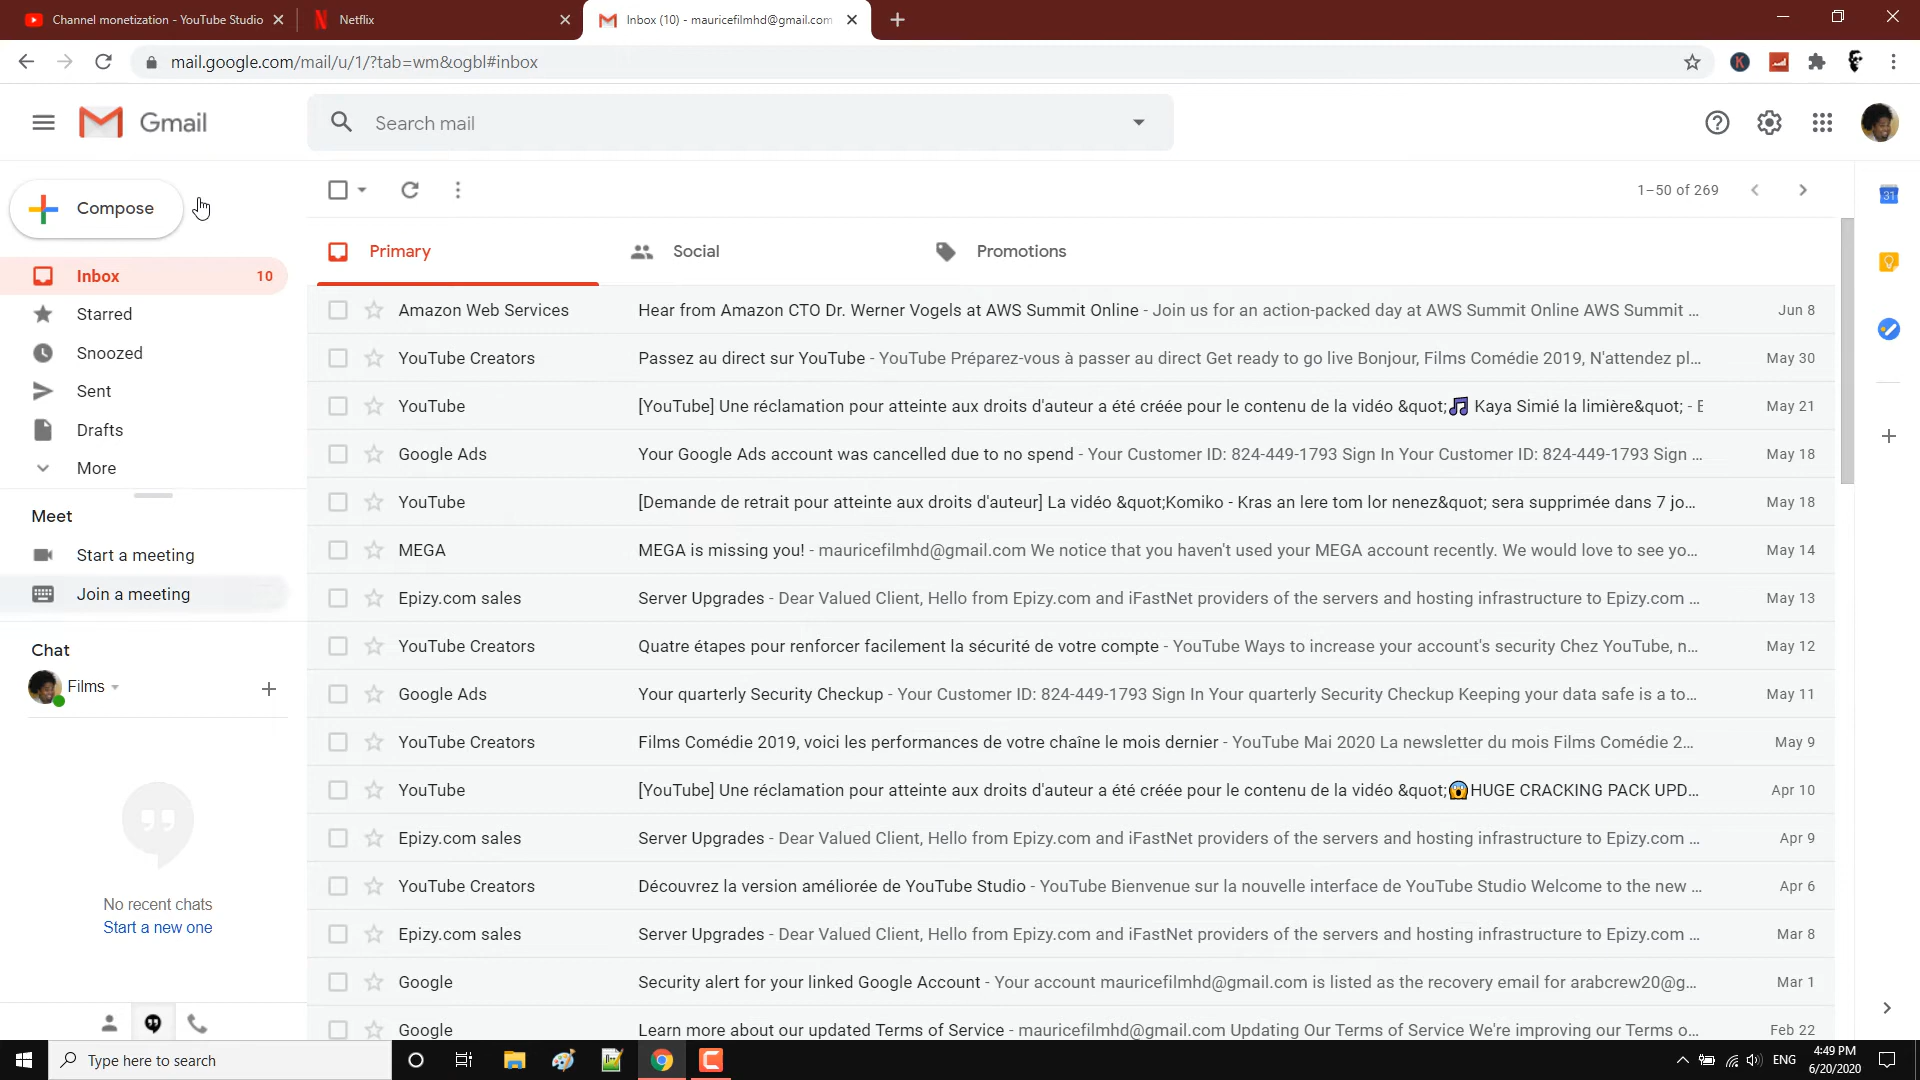 Channel monetization - YouTube Studio
Netflix
Inbox (10) - mauricefilmhd@gmail.com
mail.google.com/mail/u/1/?tab=wm&ogbl#inbox
Gmail
Search mail
Compose
1–50 of 269
Primary
Social
Promotions
Inbox 10
Starred
Snoozed
Sent
Drafts
More
Meet
Start a meeting
Join a meeting
Chat
Films
No recent chats
Start a new one
Amazon Web Services Hear from Amazon CTO Dr. Werner Vogels at AWS Summit Online - Join us for an action-packed day at AWS Summit Online AWS Summit ... Jun 8
YouTube Creators Passez au direct sur YouTube - YouTube Préparez-vous à passer au direct Get ready to go live Bonjour, Films Comédie 2019, N'attendez pl... May 30
YouTube [YouTube] Une réclamation pour atteinte aux droits d'auteur a été créée pour le contenu de la vidéo &quot;🎵 Kaya Simié la limière&quot; - E May 21
Google Ads Your Google Ads account was cancelled due to no spend - Your Customer ID: 824-449-1793 Sign In Your Customer ID: 824-449-1793 Sign ... May 18
YouTube [Demande de retrait pour atteinte aux droits d'auteur] La vidéo &quot;Komiko - Kras an lere tom lor nenez&quot; sera supprimée dans 7 jo... May 18
MEGA MEGA is missing you! - mauricefilmhd@gmail.com We notice that you haven't used your MEGA account recently. We would love to see yo... May 14
Epizy.com sales Server Upgrades - Dear Valued Client, Hello from Epizy.com and iFastNet providers of the servers and hosting infrastructure to Epizy.com ... May 13
YouTube Creators Quatre étapes pour renforcer facilement la sécurité de votre compte - YouTube Ways to increase your account's security Chez YouTube, n... May 12
Google Ads Your quarterly Security Checkup - Your Customer ID: 824-449-1793 Sign In Your quarterly Security Checkup Keeping your data safe is a to... May 11
YouTube Creators Films Comédie 2019, voici les performances de votre chaîne le mois dernier - YouTube Mai 2020 La newsletter du mois Films Comédie 2... May 9
YouTube [YouTube] Une réclamation pour atteinte aux droits d'auteur a été créée pour le contenu de la vidéo &quot;😱HUGE CRACKING PACK UPD... Apr 10
Epizy.com sales Server Upgrades - Dear Valued Client, Hello from Epizy.com and iFastNet providers of the servers and hosting infrastructure to Epizy.com ... Apr 9
YouTube Creators Découvrez la version améliorée de YouTube Studio - YouTube Bienvenue sur la nouvelle interface de YouTube Studio Welcome to the new ... Apr 6
Epizy.com sales Server Upgrades - Dear Valued Client, Hello from Epizy.com and iFastNet providers of the servers and hosting infrastructure to Epizy.com ... Mar 8
Google Security alert for your linked Google Account - Your account mauricefilmhd@gmail.com is listed as the recovery email for arabcrew20@g... Mar 1
Google Learn more about our updated Terms of Service - mauricefilmhd@gmail.com Updating Our Terms of Service We're improving our Terms o... Feb 22
31
Type here to search
ENG
4:49 PM
6/20/2020